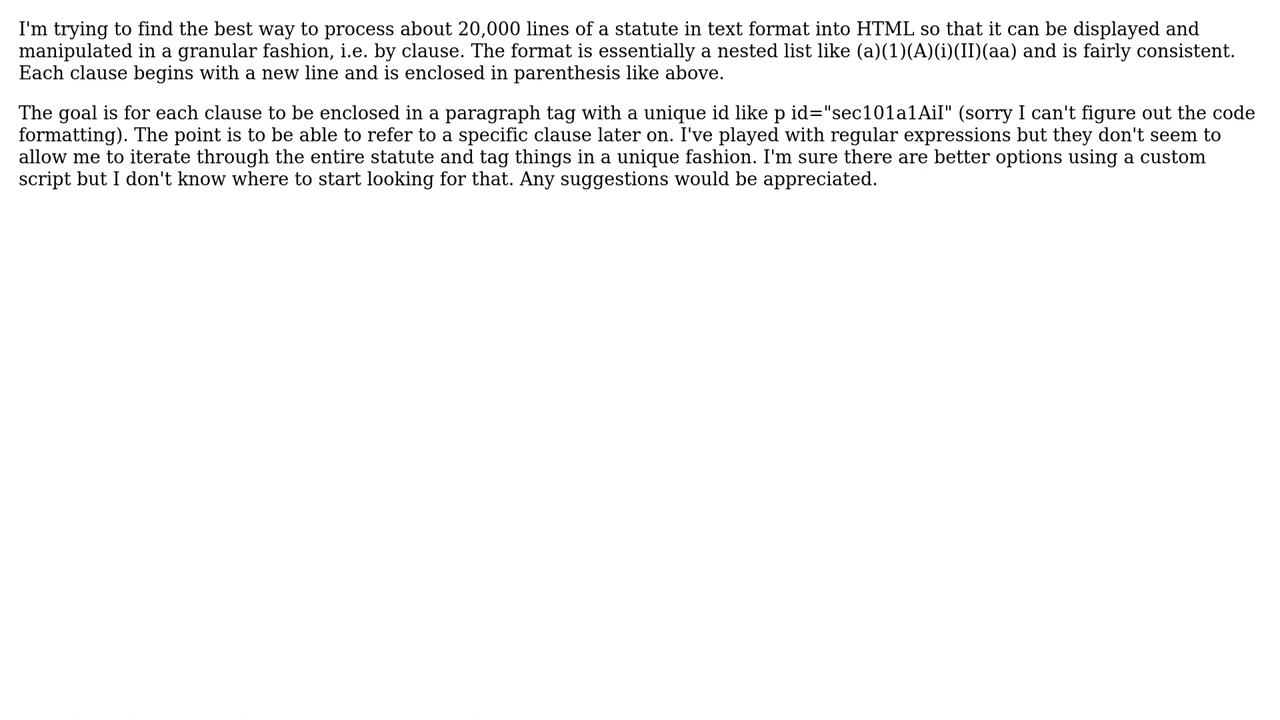 I'm trying to find the best way to process about 20,000 lines of a statute in text format into HTML so that it can be displayed and
manipulated in a granular fashion, i.e. by clause. The format is essentially a nested list like (a)(1)(A)(i)(II)(aa) and is fairly consistent.
Each clause begins with a new line and is enclosed in parenthesis like above.
The goal is for each clause to be enclosed in a paragraph tag with a unique id like p id="sec101a1AiI" (sorry I can't figure out the code
formatting). The point is to be able to refer to a specific clause later on. I've played with regular expressions but they don't seem to
allow me to iterate through the entire statute and tag things in a unique fashion. I'm sure there are better options using a custom
script but I don't know where to start looking for that. Any suggestions would be appreciated.